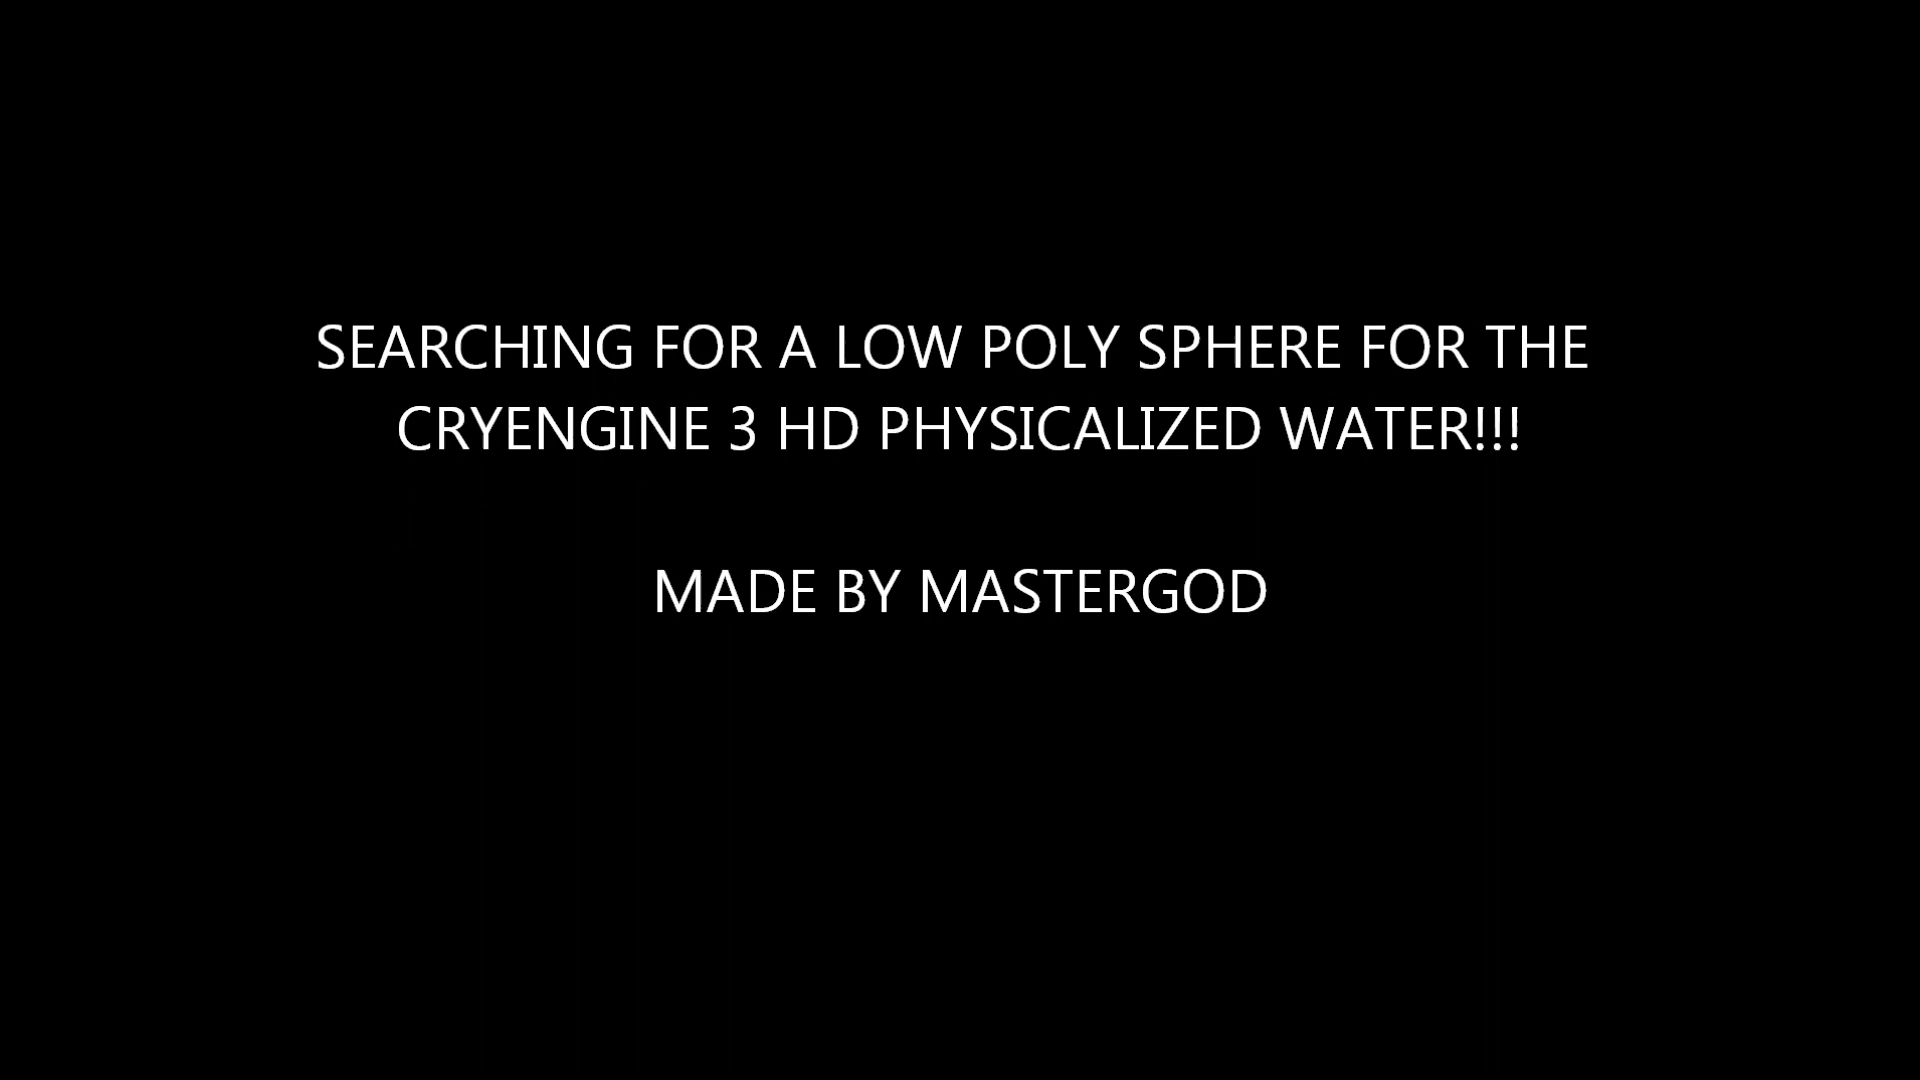 SEARCHING FOR A LOW POLY SPHERE FOR THE
CRYENGINE 3 HD PHYSICALIZED WATER!!!
MADE BY MASTERGOD